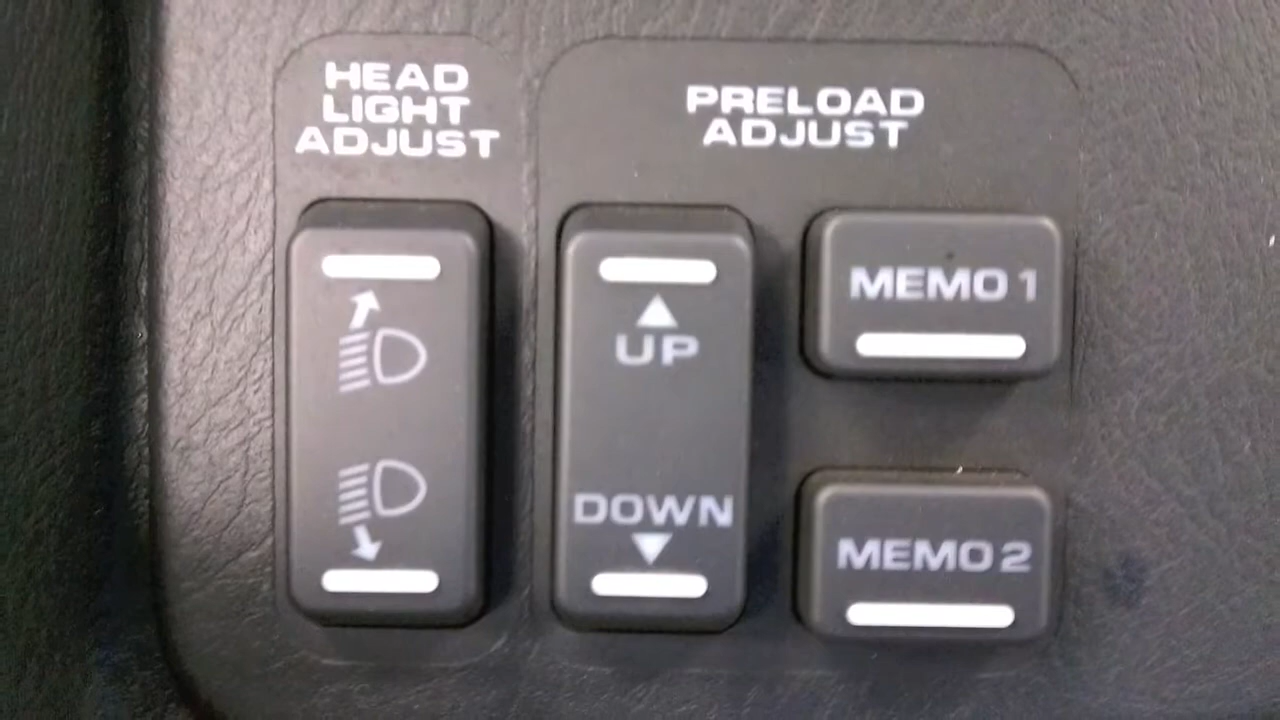 HEAD
LIGHT
ADJUST
PRELOAD
ADJUST
UP
DOWN
MEMO 1
MEMO 2